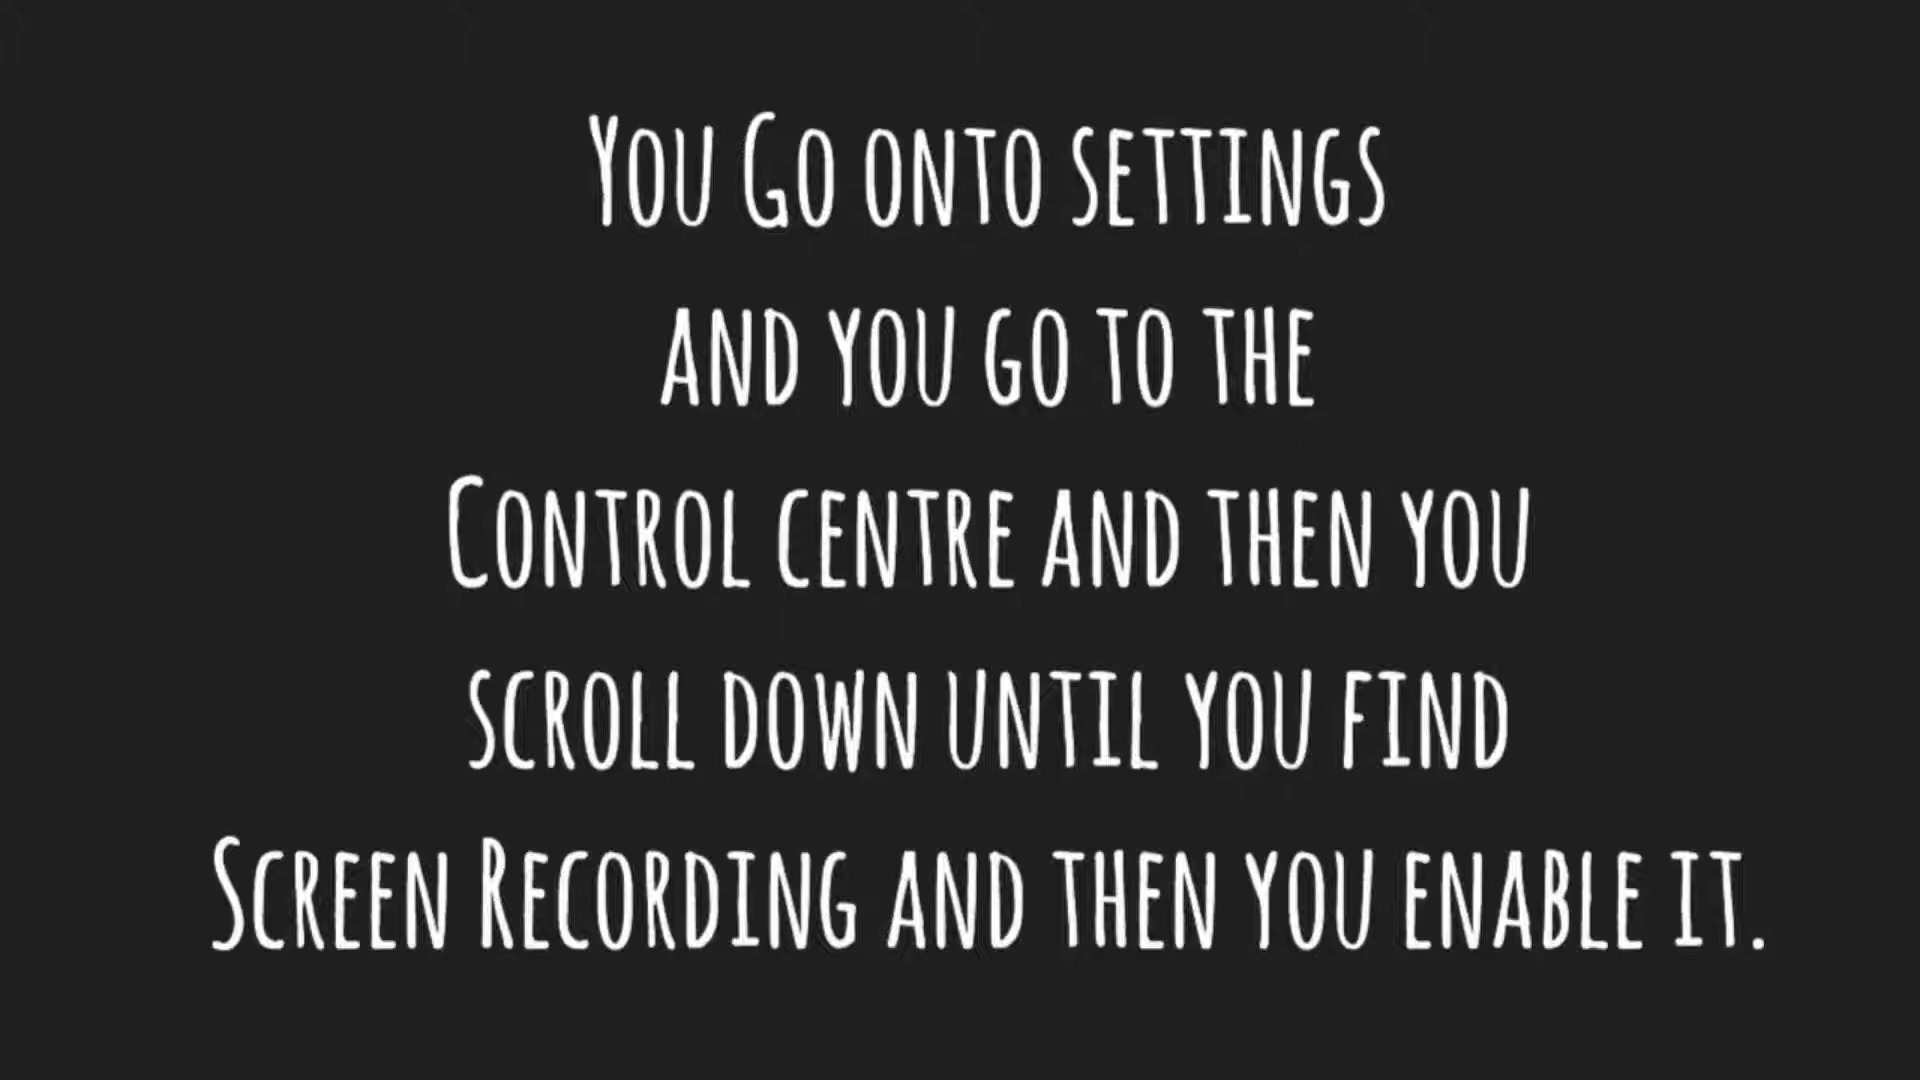 You Go onto settings
and you go to the
Control centre and then you
scroll down until you find
Screen Recording and then you enable it.